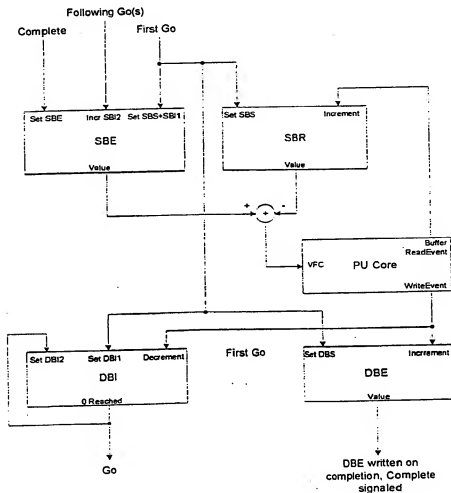 Following Go(s)
Complete
First Go
Set SBE
Incr SBI2
Set SBS+SBI1
SBE
Value
Set SBS
Increment
SBR
Value
+
-
+
Buffer
ReadEvent
VFC
PU Core
WriteEvent
Set DBI2
Set DBI1
Decrement
DBI
0 Reached
First Go
Set DBS
Increment
DBE
Value
Go
DBE written on
completion, Complete
signaled